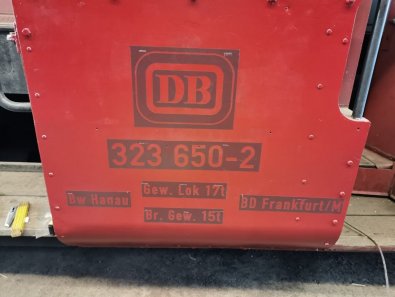 DB
323 650-2
Gew. Lok 17t
Bw Hanau
BD Frankfurt/M
Br. Gew. 15t